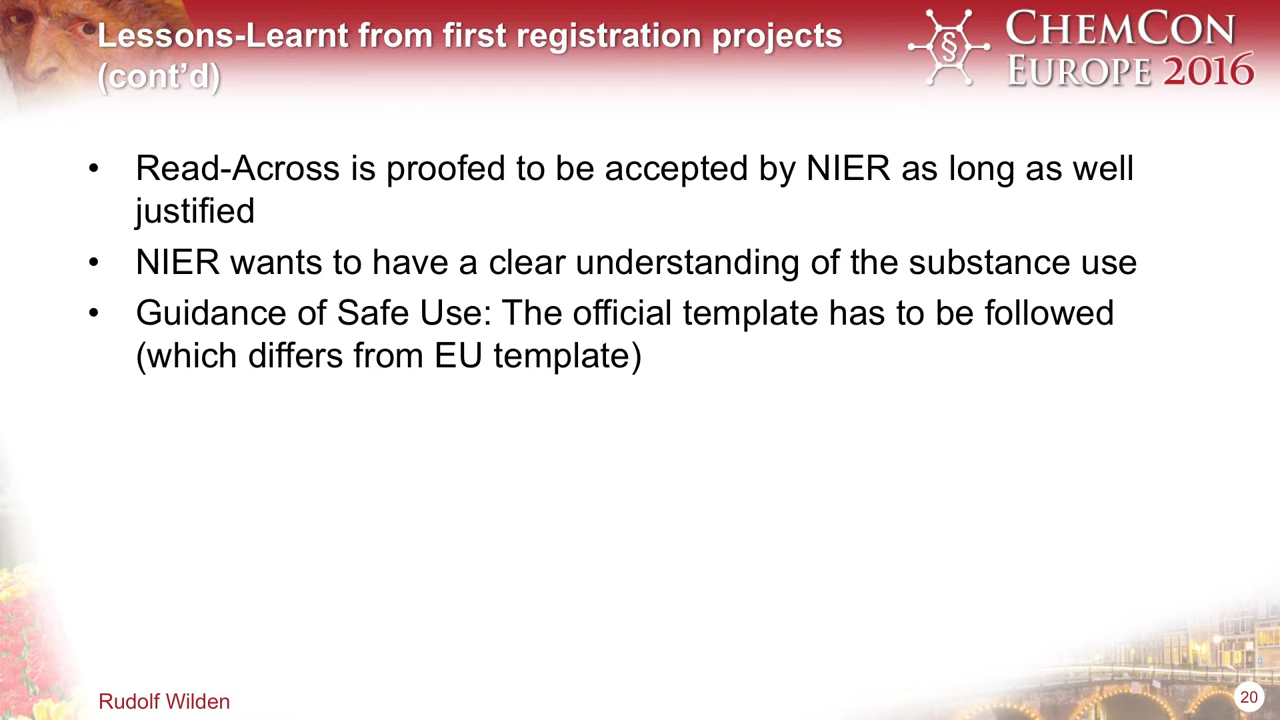 Lessons-Learnt from first registration projects
(cont’d)
§
CHEMCON
EUROPE 2016
• Read-Across is proofed to be accepted by NIER as long as well
justified
• NIER wants to have a clear understanding of the substance use
• Guidance of Safe Use: The official template has to be followed
(which differs from EU template)
Rudolf Wilden
20